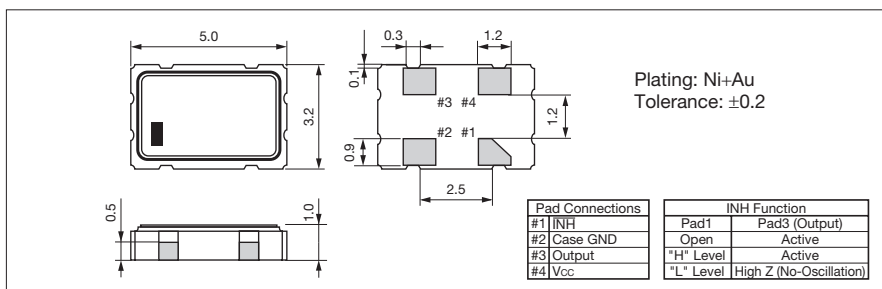 5.0
0.3
1.2
0.1
3.2
#3 #4
#2 #1
1.2
0.9
2.5
0.5
1.0
Plating: Ni+Au
Tolerance: ±0.2
Pad Connections
#1 I̅N̅H̅
#2 Case GND
#3 Output
#4 Vcc
INH Function
Pad1 Pad3 (Output)
Open Active
"H" Level Active
"L" Level High Z (No-Oscillation)